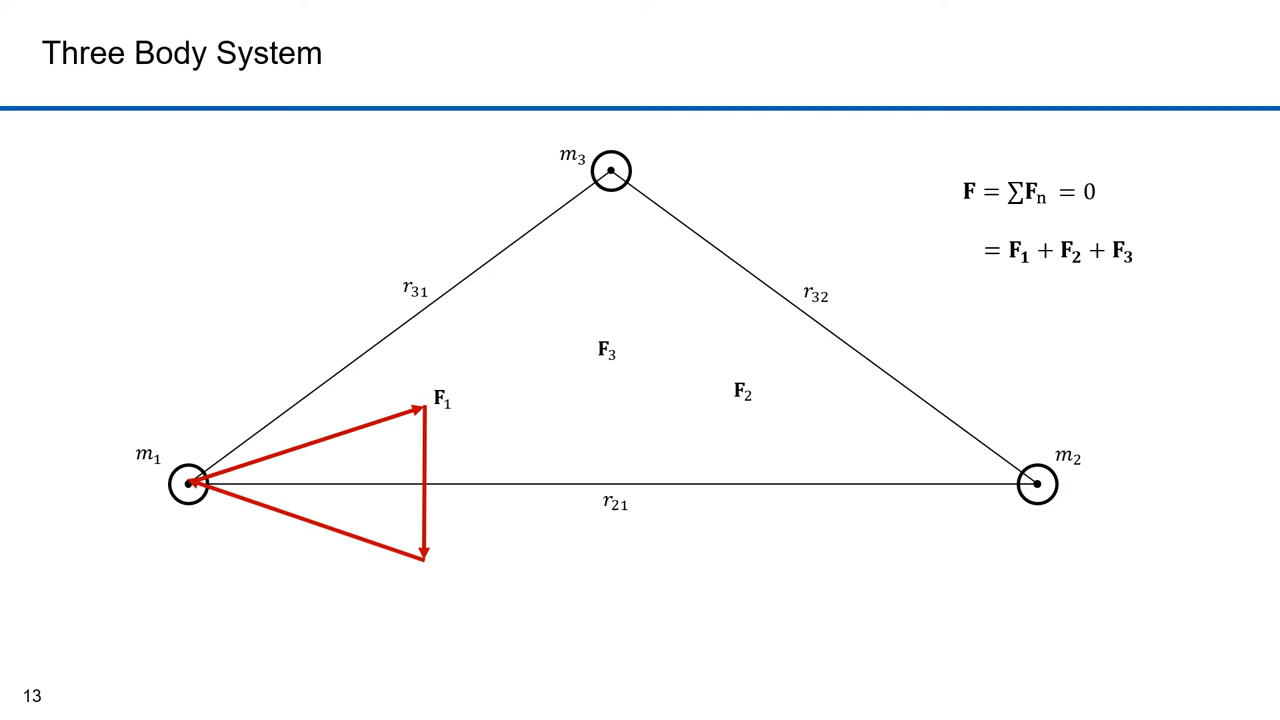 Three Body System
m₃
𝐅 = ∑𝐅ₙ = 0
= 𝐅₁ + 𝐅₂ + 𝐅₃
r₃₁
r₃₂
𝐅₃
𝐅₂
𝐅₁
m₁
m₂
r₂₁
13